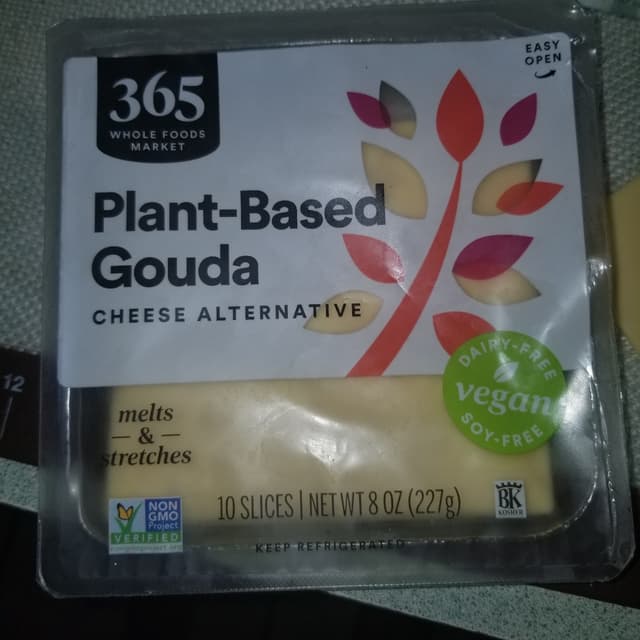 EASY
OPEN
365
WHOLE FOODS
MARKET
Plant-Based
Gouda
CHEESE ALTERNATIVE
DAIRY-FREE
vegan
SOY-FREE
melts
— & —
stretches
NON
GMO
Project
VERIFIED
10 SLICES | NET WT 8 OZ (227g)
BK
KOSHER
KEEP REFRIGERATED
12